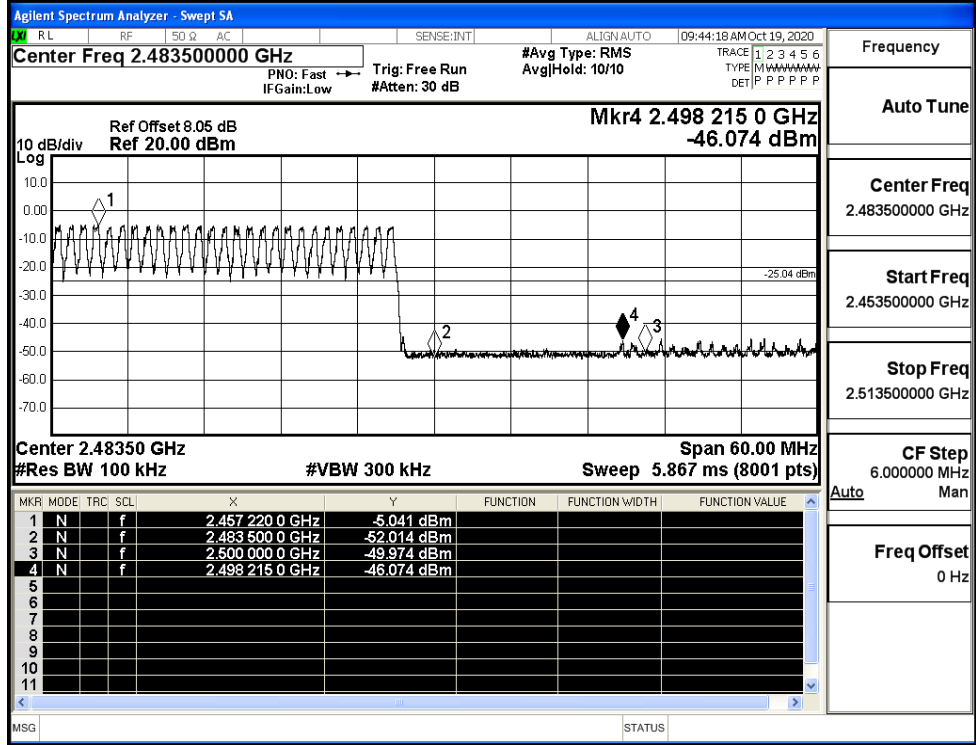 Agilent Spectrum Analyzer - Swept SA
LXI RL RF 50 Ω AC SENSE:INT ALIGN AUTO 09:44:18 AM Oct 19, 2020
Center Freq 2.483500000 GHz
PNO: Fast
IFGain:Low
Trig: Free Run
#Atten: 30 dB
#Avg Type: RMS
Avg|Hold: 10/10
TRACE 1 2 3 4 5 6
TYPE M W W W W W
DET P P P P P P
Frequency
Auto Tune
Center Freq
2.483500000 GHz
Start Freq
2.453500000 GHz
Stop Freq
2.513500000 GHz
CF Step
6.000000 MHz
Auto Man
Freq Offset
0 Hz
Mkr4 2.498 215 0 GHz
-46.074 dBm
Ref Offset 8.05 dB
10 dB/div Ref 20.00 dBm
Log
10.0
0.00
-10.0
-20.0
-30.0
-40.0
-50.0
-60.0
-70.0
1
2
4
3
-25.04 dBm
Center 2.48350 GHz Span 60.00 MHz
#Res BW 100 kHz #VBW 300 kHz Sweep 5.867 ms (8001 pts)
MKR MODE TRC SCL X Y FUNCTION FUNCTION WIDTH FUNCTION VALUE
1 N f 2.457 220 0 GHz -5.041 dBm
2 N f 2.483 500 0 GHz -52.014 dBm
3 N f 2.500 000 0 GHz -49.974 dBm
4 N f 2.498 215 0 GHz -46.074 dBm
5
6
7
8
9
10
11
MSG STATUS